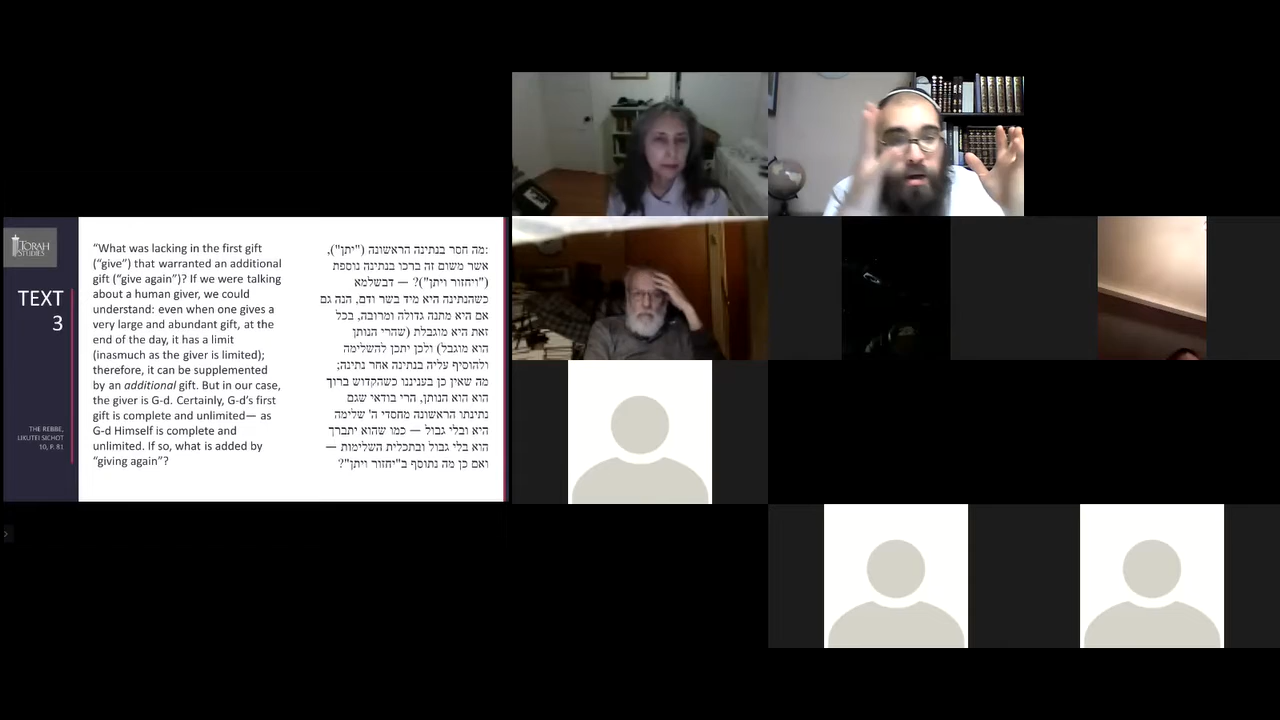 TORAH
STUDIES
TEXT
3
THE REBBE,
LIKUTEI SICHOT
10, P. 81
“What was lacking in the first gift
(“give”) that warranted an additional
gift (“give again”)? If we were talking
about a human giver, we could
understand: even when one gives a
very large and abundant gift, at the
end of the day, it has a limit
(inasmuch as the giver is limited);
therefore, it can be supplemented
by an additional gift. But in our case,
the giver is G-d. Certainly, G-d’s first
gift is complete and unlimited— as
G-d Himself is complete and
unlimited. If so, what is added by
“giving again”?
מה חסר בנתינה הראשונה ("יתן"),:
אשר משום זה ברכו בנתינה נוספת
("ויחזור ויתן")? — דבשלמא
כשהנתינה היא מיד בשר ודם, הנה גם
אם היא מתנה גדולה ומרובה, בכל
זאת היא מוגבלת (שהרי הנותן
הוא מוגבל) ולכן יתכן להשלימה
ולהוסיף עליה בנתינה אחר נתינה;
מה שאין כן בעניננו כשהקדוש ברוך
הוא הוא הנותן, הרי בודאי שגם
נתינתו הראשונה מחסדי ה' שלימה
היא ובלי גבול — כמו שהוא יתברך
הוא בלי גבול ובתכלית השלימות —
ואם כן מה נתוסף ב"יחזור ויתן"?